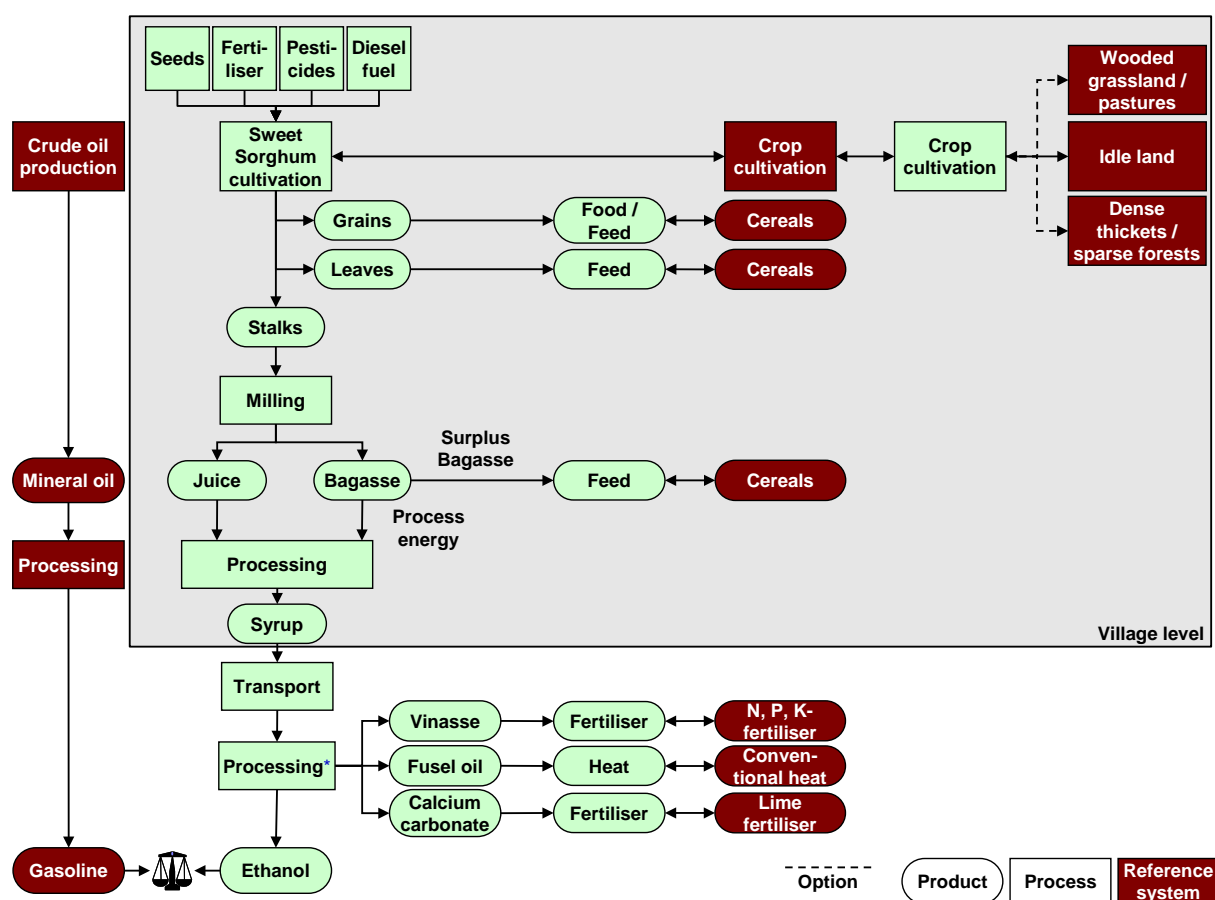 Seeds
Ferti-
liser
Pesti-
cides
Diesel
fuel
Crude oil
production
Sweet
Sorghum
cultivation
Crop
cultivation
Crop
cultivation
Wooded
grassland /
pastures
Idle land
Dense
thickets /
sparse forests
Grains
Food /
Feed
Cereals
Leaves
Feed
Cereals
Stalks
Milling
Mineral oil
Juice
Bagasse
Surplus
Bagasse
Feed
Cereals
Process
energy
Processing
Processing
Syrup
Village level
Transport
Vinasse
Fertiliser
N, P, K-
fertiliser
Processing*
Fusel oil
Heat
Conven-
tional heat
Calcium
carbonate
Fertiliser
Lime
fertiliser
Gasoline
Ethanol
Option
Product
Process
Reference
system